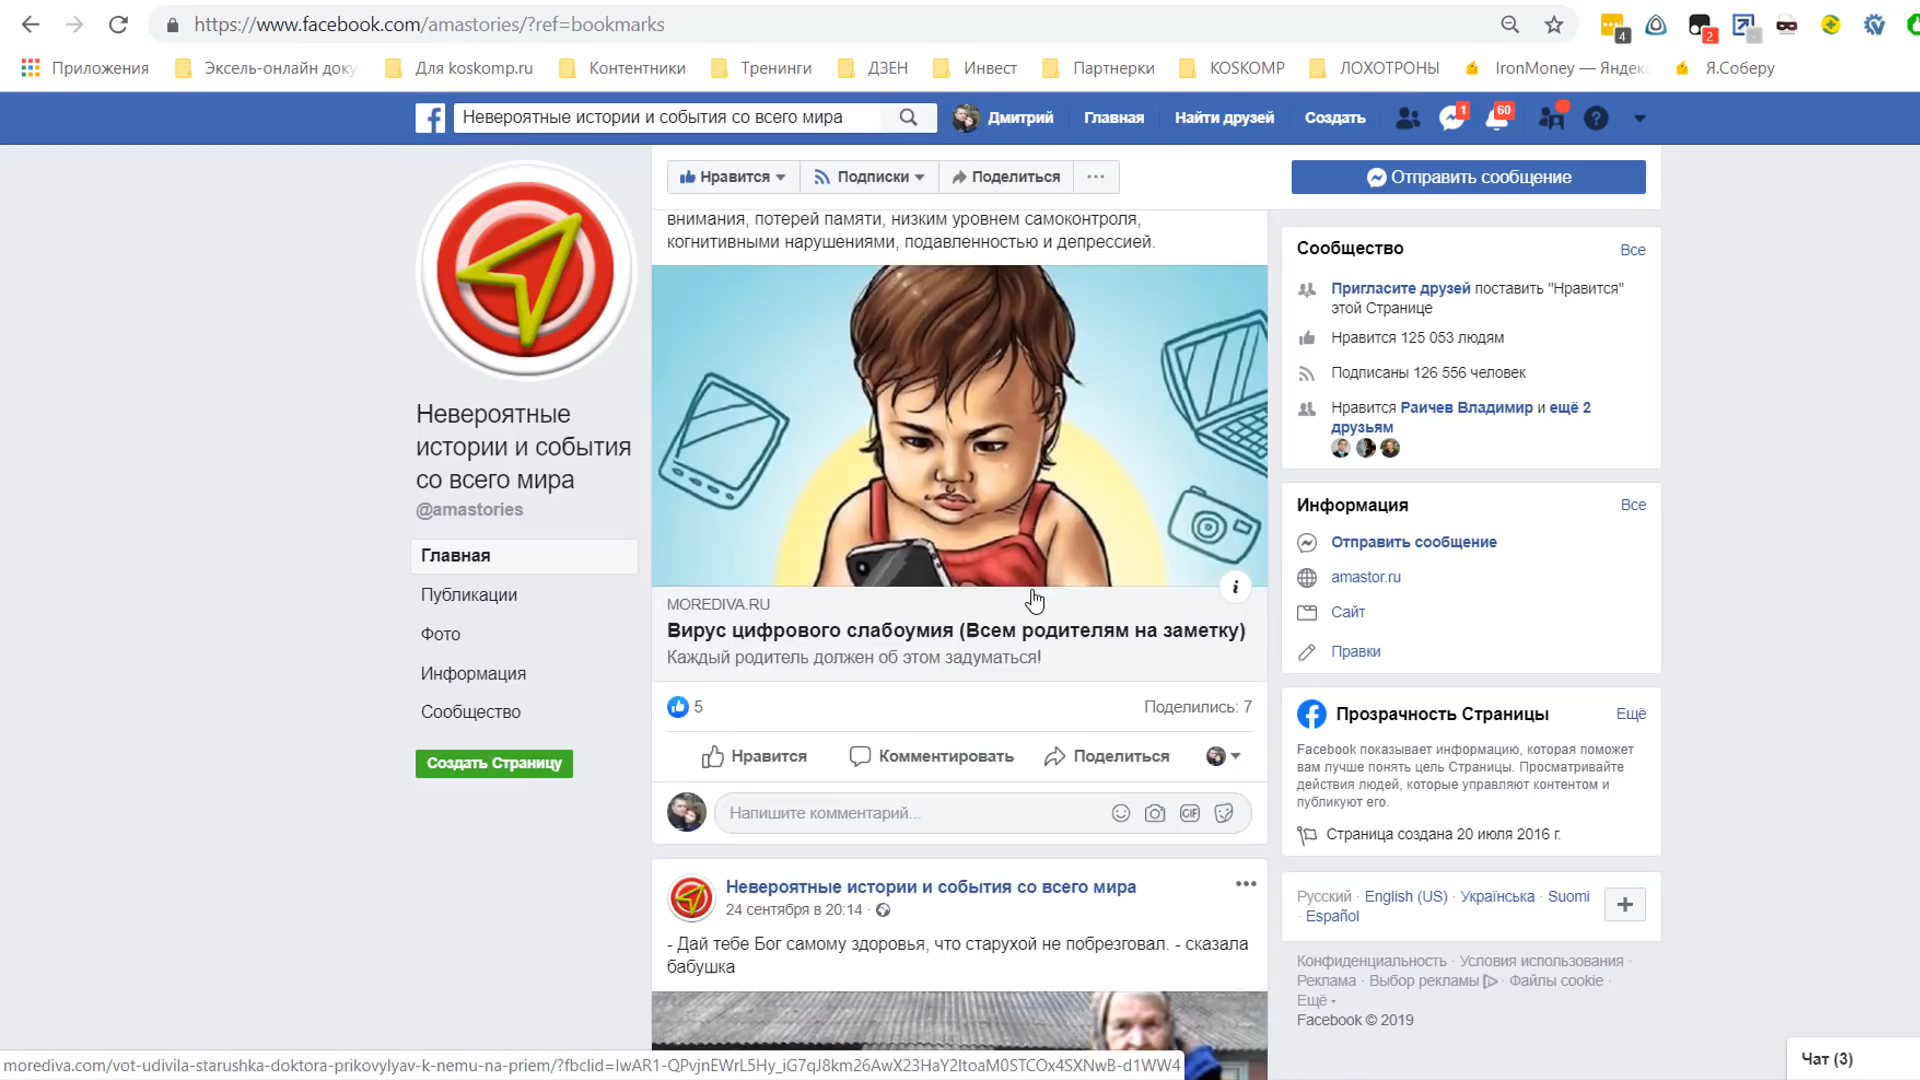 https://www.facebook.com/amastories/?ref=bookmarks
4
2
Приложения
Эксель-онлайн доку
Для koskomp.ru
Контентники
Тренинги
ДЗЕН
Инвест
Партнерки
KOSKOMP
ЛОХОТРОНЫ
IronMoney — Яндек
Я.Соберу
Невероятные истории и события со всего мира
Дмитрий
Главная
Найти друзей
Создать
1
60
Невероятные
истории и события
со всего мира
@amastories
Главная
Публикации
Фото
Информация
Сообщество
Создать Страницу
Нравится
Подписки
Поделиться
Отправить сообщение
внимания, потерей памяти, низким уровнем самоконтроля,
когнитивными нарушениями, подавленностью и депрессией.
MOREDIVA.RU
Вирус цифрового слабоумия (Всем родителям на заметку)
Каждый родитель должен об этом задуматься!
5
Поделились: 7
Нравится
Комментировать
Поделиться
Напишите комментарий...
GIF
Невероятные истории и события со всего мира
24 сентября в 20:14 ·
- Дай тебе Бог самому здоровья, что старухой не побрезговал. - сказала
бабушка
Сообщество
Все
Пригласите друзей поставить "Нравится"
этой Странице
Нравится 125 053 людям
Подписаны 126 556 человек
Нравится Раичев Владимир и ещё 2
друзьям
Информация
Все
Отправить сообщение
amastor.ru
Сайт
Правки
Прозрачность Страницы
Ещё
Facebook показывает информацию, которая поможет
вам лучше понять цель Страницы. Просматривайте
действия людей, которые управляют контентом и
публикуют его.
Страница создана 20 июля 2016 г.
Русский · English (US) · Українська · Suomi
· Español
Конфиденциальность · Условия использования ·
Реклама · Выбор рекламы · Файлы cookie ·
Ещё
Facebook © 2019
Чат (3)
morediva.com/vot-udivila-starushka-doktora-prikovylyav-k-nemu-na-priem/?fbclid=IwAR1-QPvjnEWrL5Hy_iG7qJ8km26AwX23HaY2ItoaM0STCOx4SXNwB-d1WW4